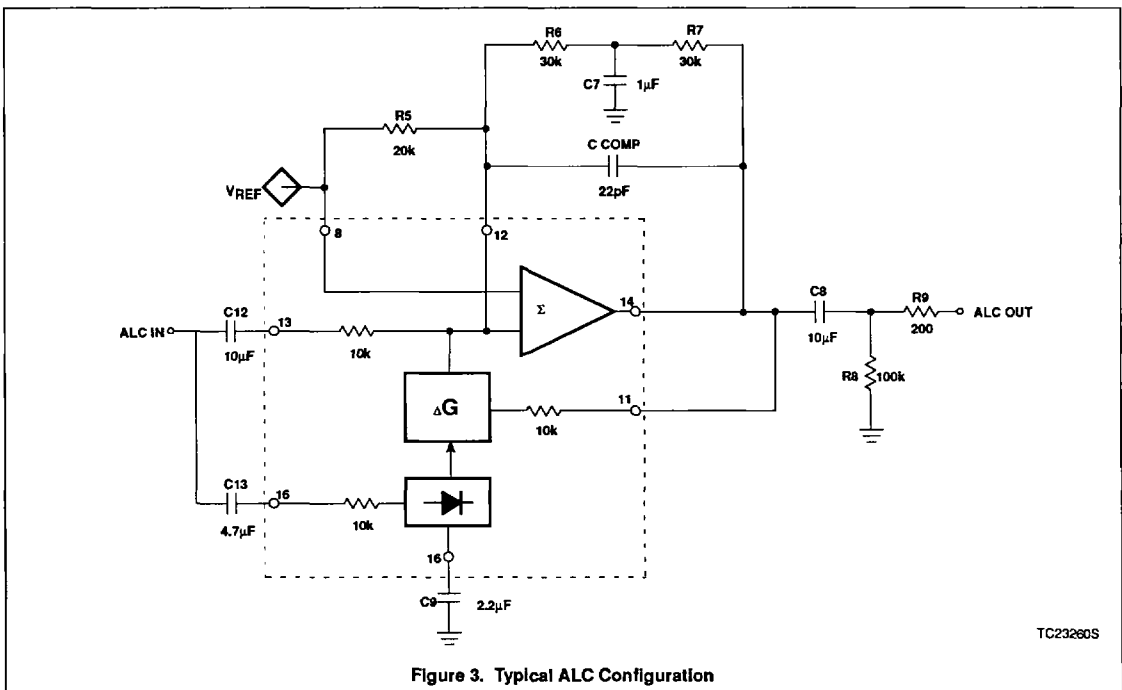 R6
30k
R7
30k
C7
1µF
R5
20k
C COMP
22pF
VREF
8
12
C12
10µF
ALC IN
13
10k
Σ
14
C8
10µF
R9
200
ALC OUT
R8
100k
ΔG
11
10k
C13
4.7µF
16
10k
16
C9
2.2µF
TC23260S
Figure 3. Typical ALC Configuration